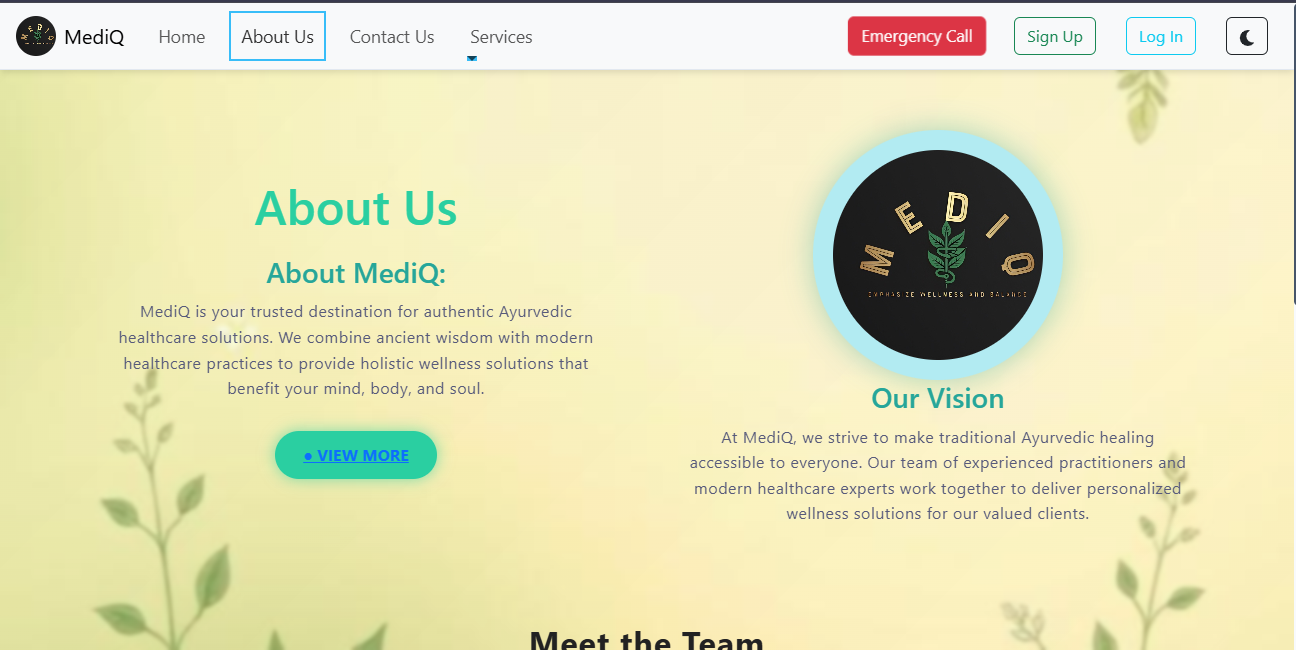 MediQ
Home
About Us
Contact Us
Services
Emergency Call
Sign Up
Log In
About Us
About MediQ:
MediQ is your trusted destination for authentic Ayurvedic
healthcare solutions. We combine ancient wisdom with modern
healthcare practices to provide holistic wellness solutions that
benefit your mind, body, and soul.
● VIEW MORE
MEDIQ
EMPHASIZE WELLNESS AND BALANCE
Our Vision
At MediQ, we strive to make traditional Ayurvedic healing
accessible to everyone. Our team of experienced practitioners and
modern healthcare experts work together to deliver personalized
wellness solutions for our valued clients.
Meet the Team